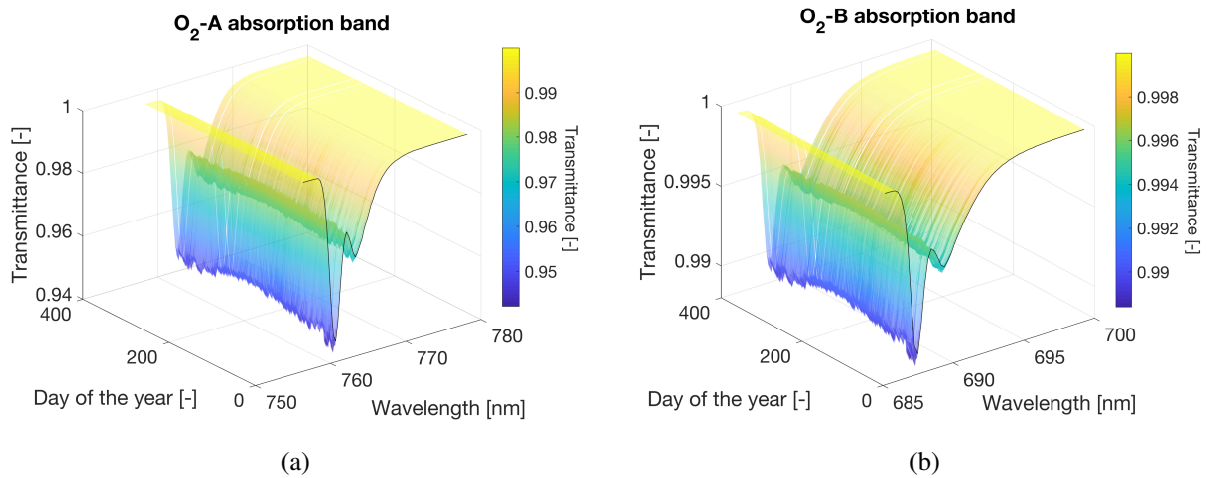 O2-A absorption band
1
0.98
0.96
0.94
Transmittance [-]
400
200
0
Day of the year [-]
750
760
770
780
Wavelength [nm]
0.99
0.98
0.97
0.96
0.95
Transmittance [-]
(a)
O2-B absorption band
1
0.995
0.99
Transmittance [-]
400
200
0
Day of the year [-]
685
690
695
700
Wavelength [nm]
0.998
0.996
0.994
0.992
0.99
Transmittance [-]
(b)